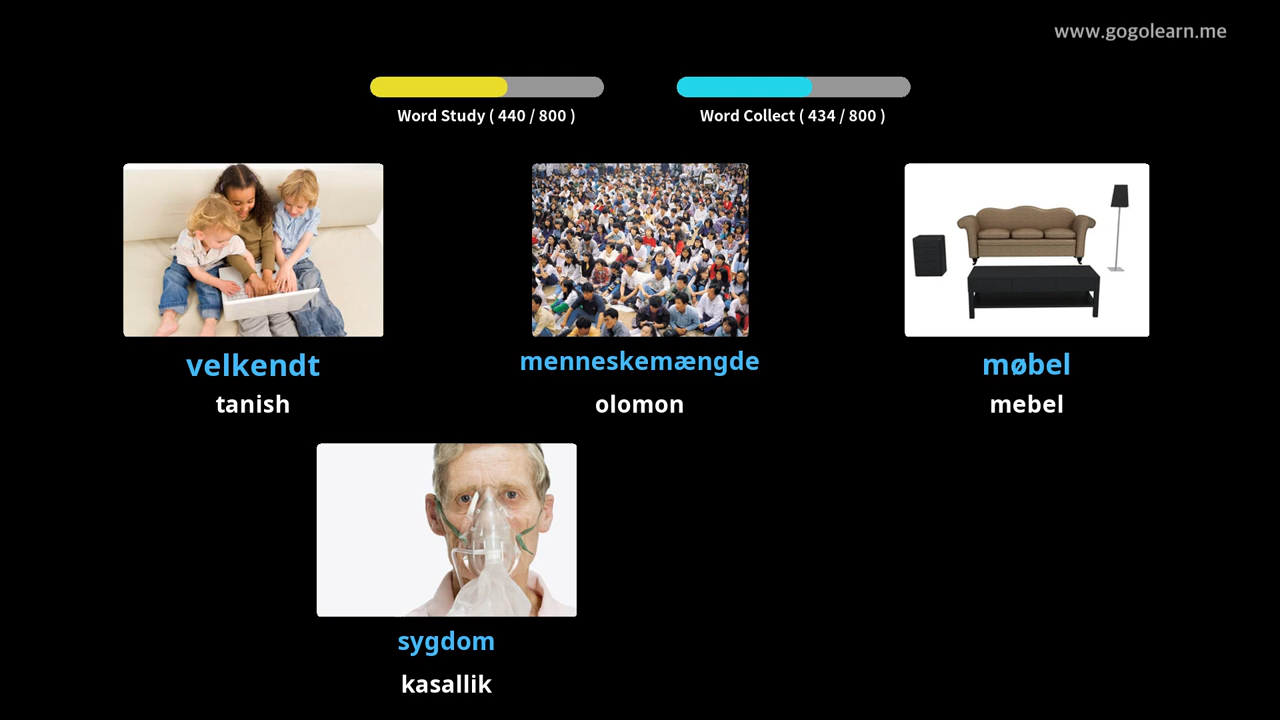 www.gogolearn.me
Word Study ( 440 / 800 )
Word Collect ( 434 / 800 )
velkendt
tanish
menneskemængde
olomon
møbel
mebel
sygdom
kasallik